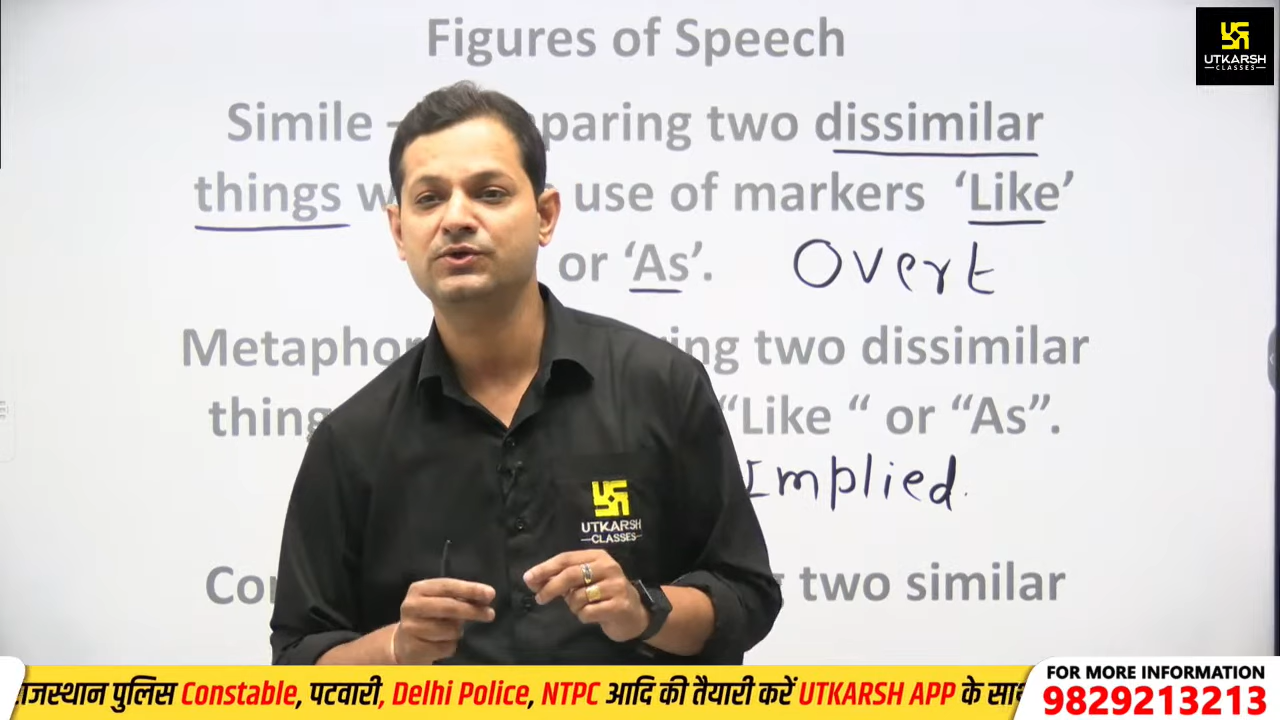 Figures of Speech
UTKARSH
CLASSES
Simile - paring two dissimilar
things w use of markers ‘Like’
or ‘As’. Overt
Metaphor ing two dissimilar
thing “Like “ or “As”.
Implied.
UTKARSH
CLASSES
Co two similar
राजस्थान पुलिस Constable, पटवारी, Delhi Police, NTPC आदि की तैयारी करें UTKARSH APP के साथ
FOR MORE INFORMATION
9829213213